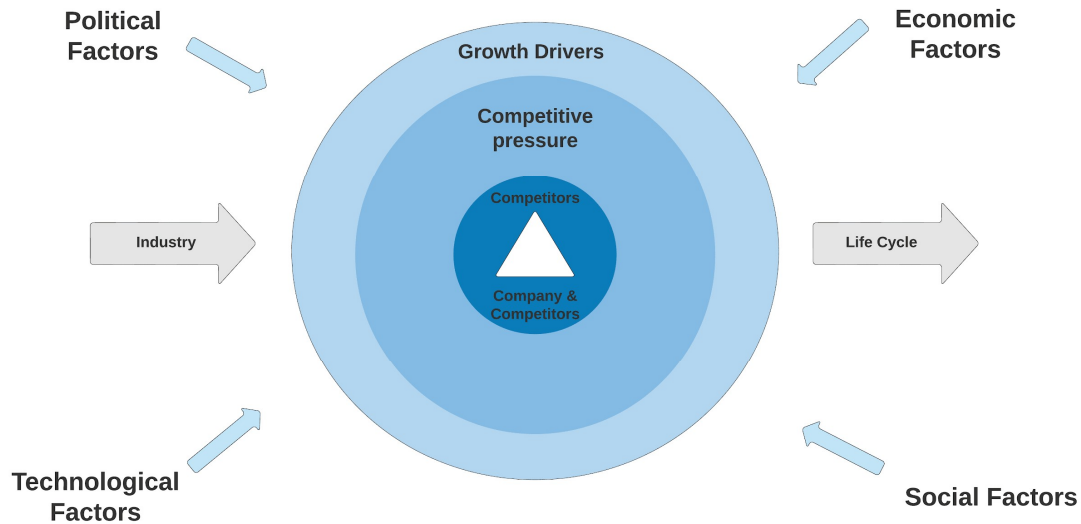 Political
Factors
Economic
Factors
Growth Drivers
Competitive
pressure
Competitors
Industry
Life Cycle
Company &
Competitors
Technological
Factors
Social Factors